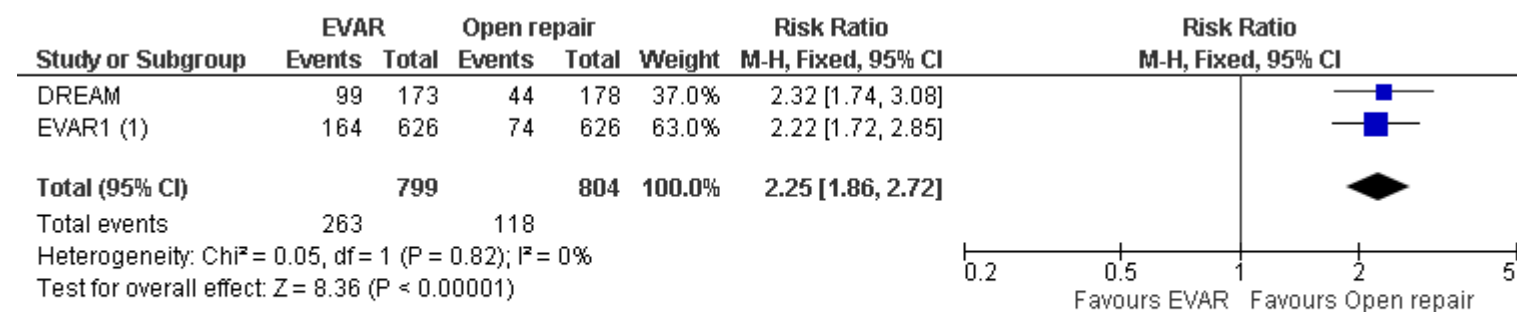 EVAR Open repair Risk Ratio Risk Ratio
Study or Subgroup Events Total Events Total Weight M-H, Fixed, 95% CI M-H, Fixed, 95% CI
DREAM 99 173 44 178 37.0% 2.32 [1.74, 3.08]
EVAR1 (1) 164 626 74 626 63.0% 2.22 [1.72, 2.85]
Total (95% CI) 799 804 100.0% 2.25 [1.86, 2.72]
Total events 263 118
Heterogeneity: Chi² = 0.05, df = 1 (P = 0.82); I² = 0%
Test for overall effect: Z = 8.36 (P < 0.00001)
0.2 0.5 1 2 5
Favours EVAR Favours Open repair